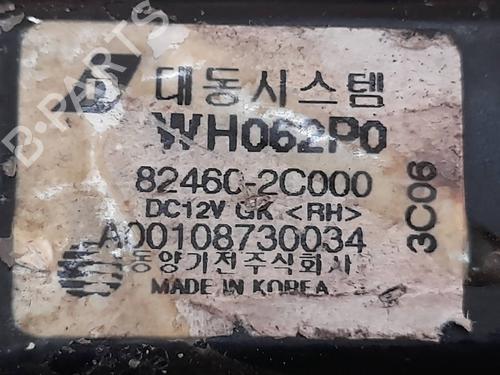 대동시스템
WH062P0
82460-2C000
DC12V GK <RH>
A00108730034
동양기전주식회사
MADE IN KOREA
3C06
B-PARTS